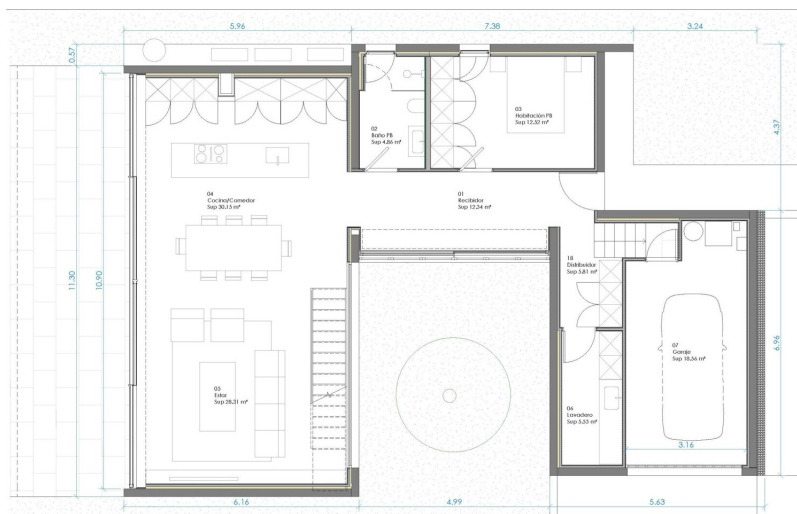 5.96
7.38
3.24
0.57
4.37
11.30
10.90
6.96
02
Baño PB
Sup 4,86 m²
03
Habitación PB
Sup 12,52 m²
04
Cocina/Comedor
Sup 30,15 m²
01
Recibidor
Sup 12,34 m²
18
Distribuidor
Sup 5,81 m²
07
Garaje
Sup 18,56 m²
05
Estar
Sup 28,21 m²
06
Lavadero
Sup 5,53 m²
3.16
6.16
4.99
5.63